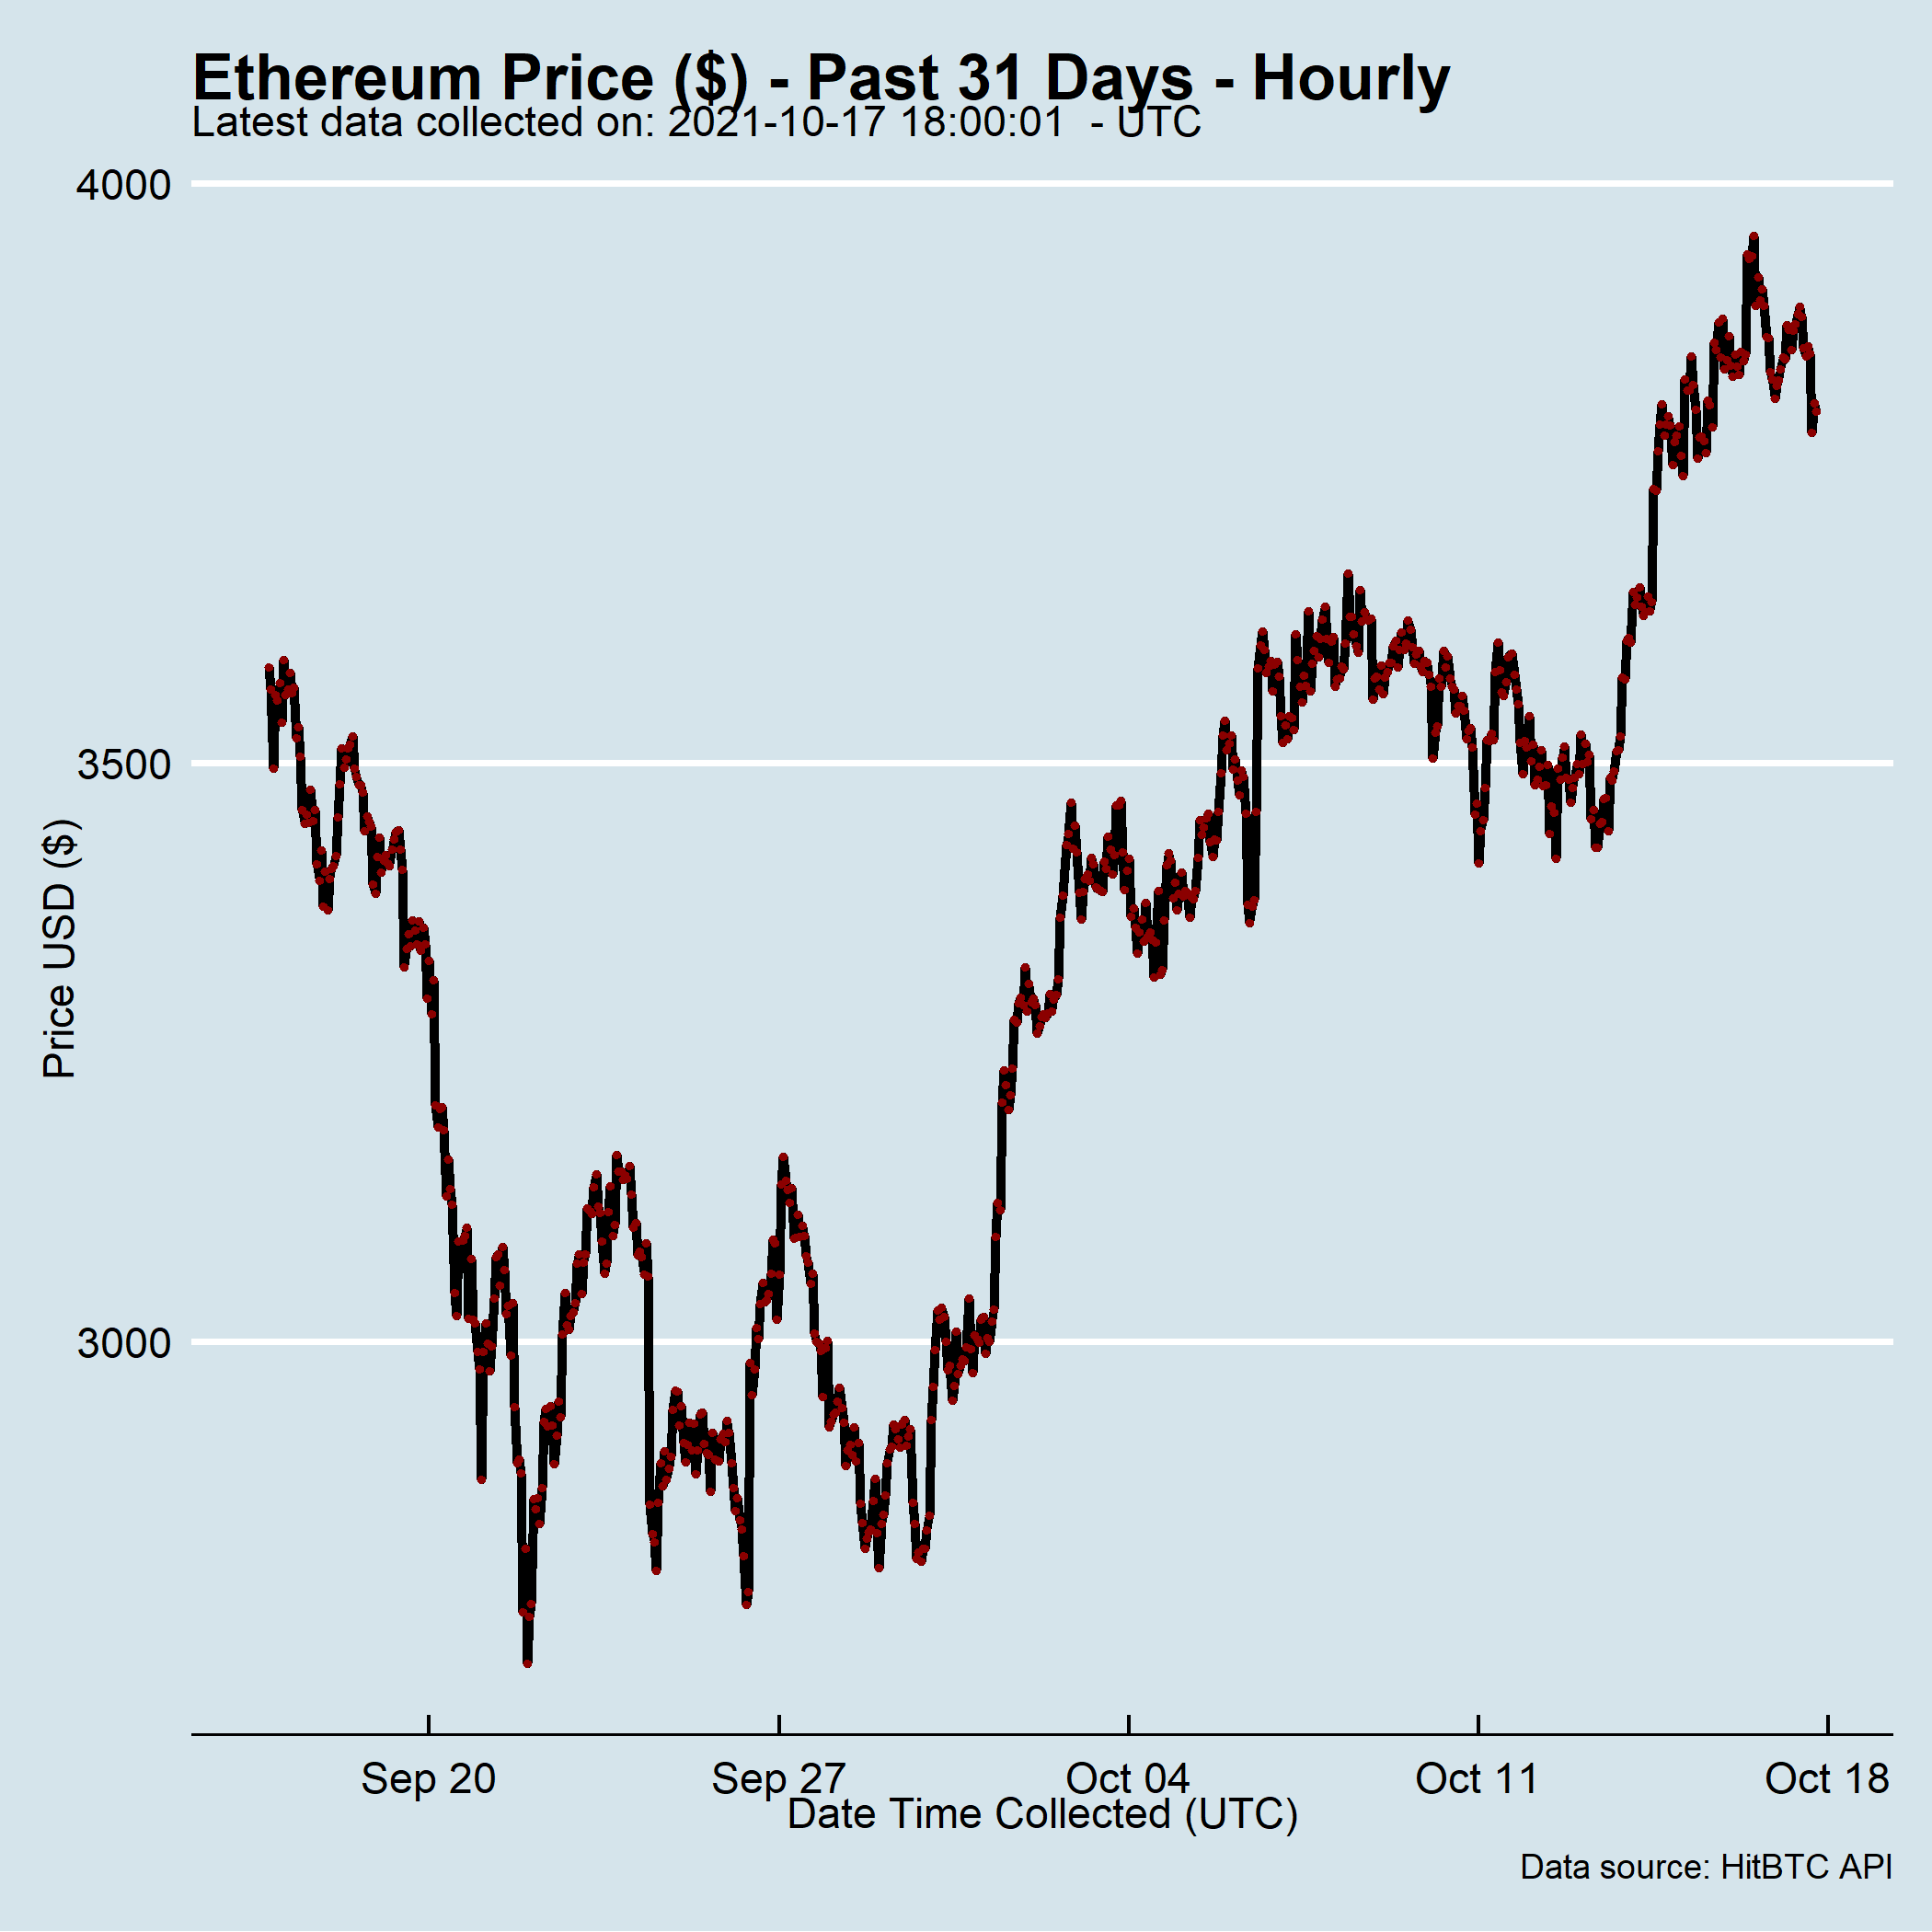 Ethereum Price ($) - Past 31 Days - Hourly
Latest data collected on: 2021-10-17 18:00:01  - UTC
4000
3500
3000
Price USD ($)
Sep 20 Sep 27 Oct 04 Oct 11 Oct 18
Date Time Collected (UTC)
Data source: HitBTC API